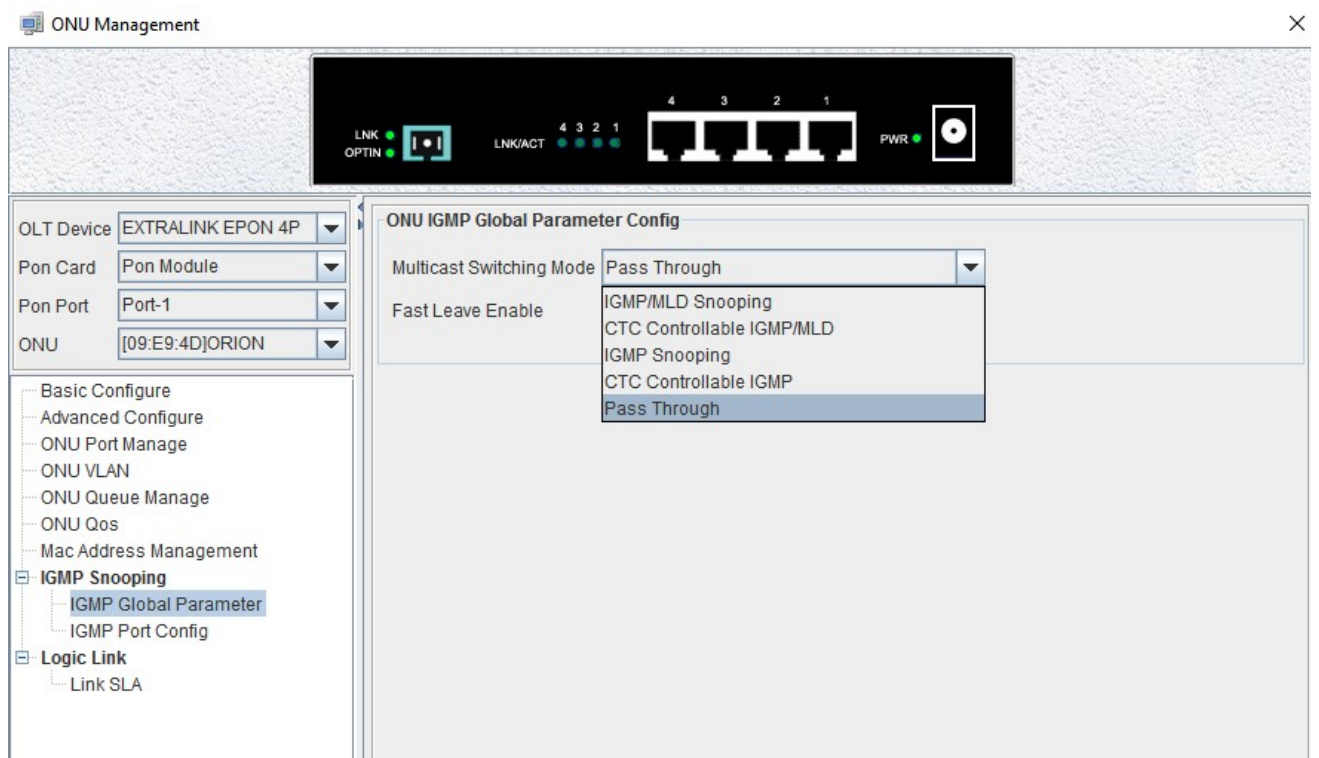 ONU Management
4 3 2 1
LNK
OPTIN
LNK/ACT
4 3 2 1
PWR
OLT Device EXTRALINK EPON 4P
Pon Card Pon Module
Pon Port Port-1
ONU [09:E9:4D]ORION
Basic Configure
Advanced Configure
ONU Port Manage
ONU VLAN
ONU Queue Manage
ONU Qos
Mac Address Management
IGMP Snooping
IGMP Global Parameter
IGMP Port Config
Logic Link
Link SLA
ONU IGMP Global Parameter Config
Multicast Switching Mode Pass Through
Fast Leave Enable
IGMP/MLD Snooping
CTC Controllable IGMP/MLD
IGMP Snooping
CTC Controllable IGMP
Pass Through